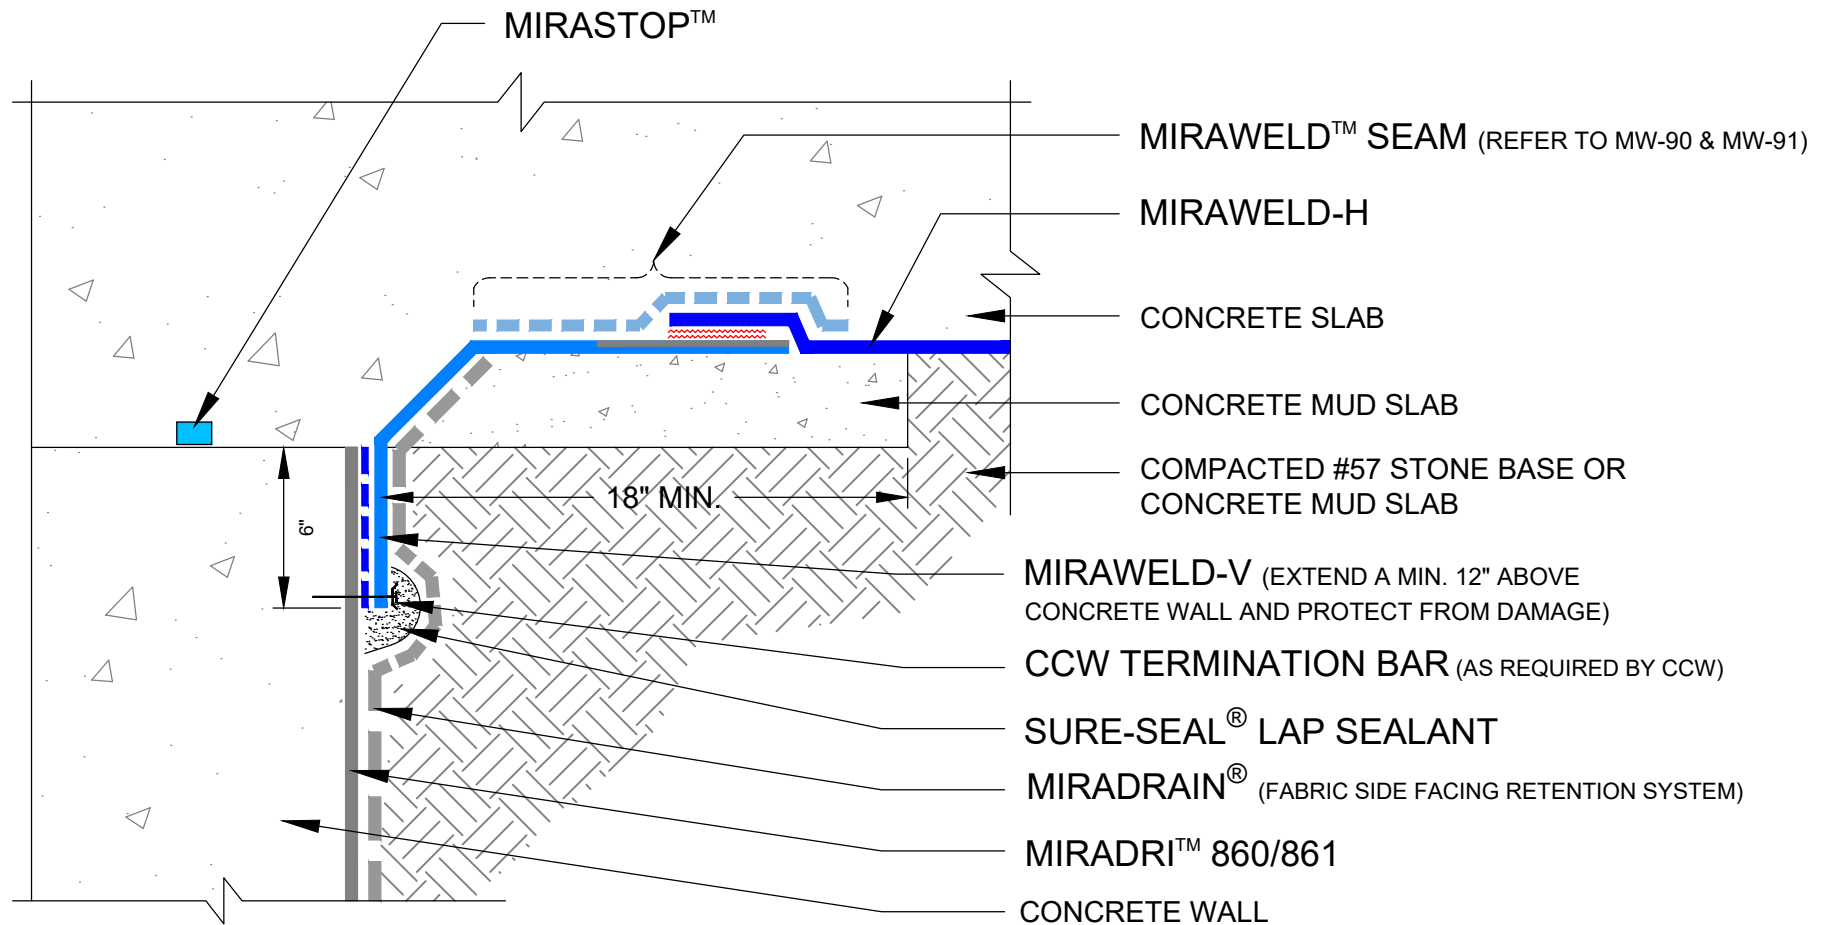 MIRASTOP™
MIRAWELD™ SEAM (REFER TO MW-90 & MW-91)
MIRAWELD-H
CONCRETE SLAB
CONCRETE MUD SLAB
COMPACTED #57 STONE BASE OR
CONCRETE MUD SLAB
18" MIN.
6"
MIRAWELD-V (EXTEND A MIN. 12" ABOVE
CONCRETE WALL AND PROTECT FROM DAMAGE)
CCW TERMINATION BAR (AS REQUIRED BY CCW)
SURE-SEAL® LAP SEALANT
MIRADRAIN® (FABRIC SIDE FACING RETENTION SYSTEM)
MIRADRI™ 860/861
CONCRETE WALL